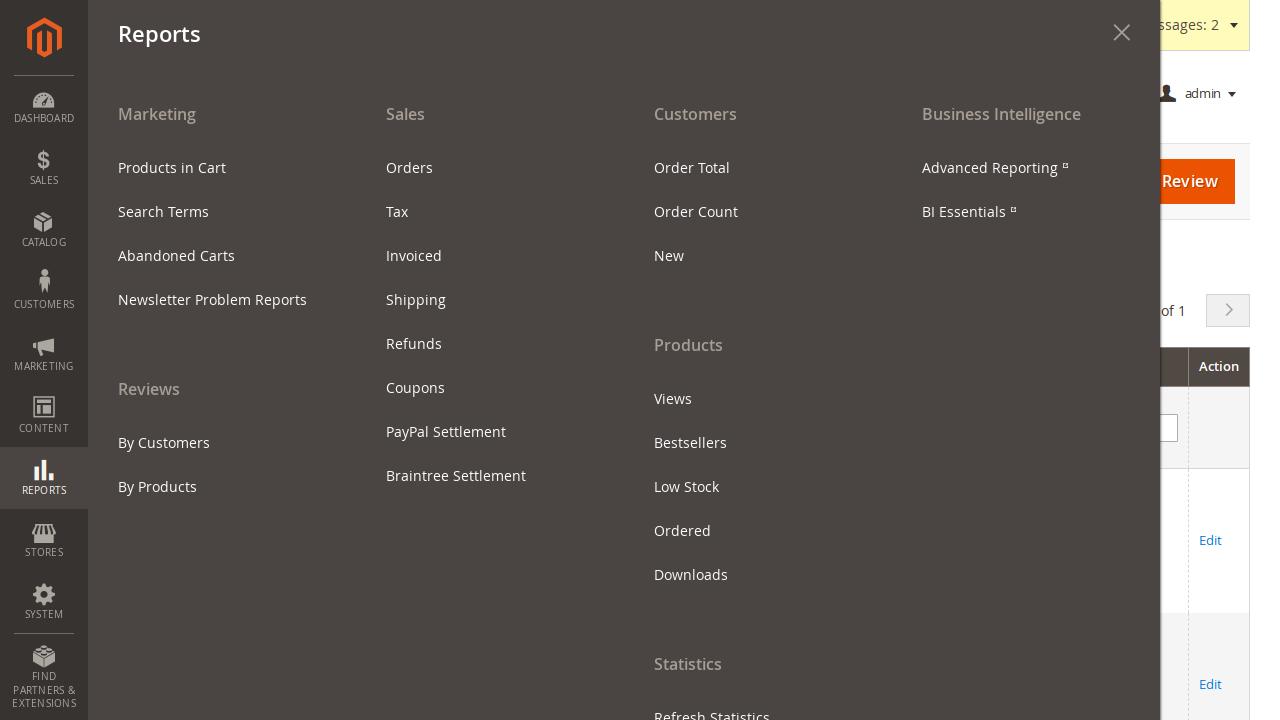 DASHBOARD
SALES
CATALOG
CUSTOMERS
MARKETING
CONTENT
REPORTS
STORES
SYSTEM
FIND
PARTNERS &
EXTENSIONS
Reports
Marketing
Products in Cart
Search Terms
Abandoned Carts
Newsletter Problem Reports
Reviews
By Customers
By Products
Sales
Orders
Tax
Invoiced
Shipping
Refunds
Coupons
PayPal Settlement
Braintree Settlement
Customers
Order Total
Order Count
New
Products
Views
Bestsellers
Low Stock
Ordered
Downloads
Statistics
Refresh Statistics
Business Intelligence
Advanced Reporting
BI Essentials
ssages: 2
admin
Review
of 1
Action
Edit
Edit